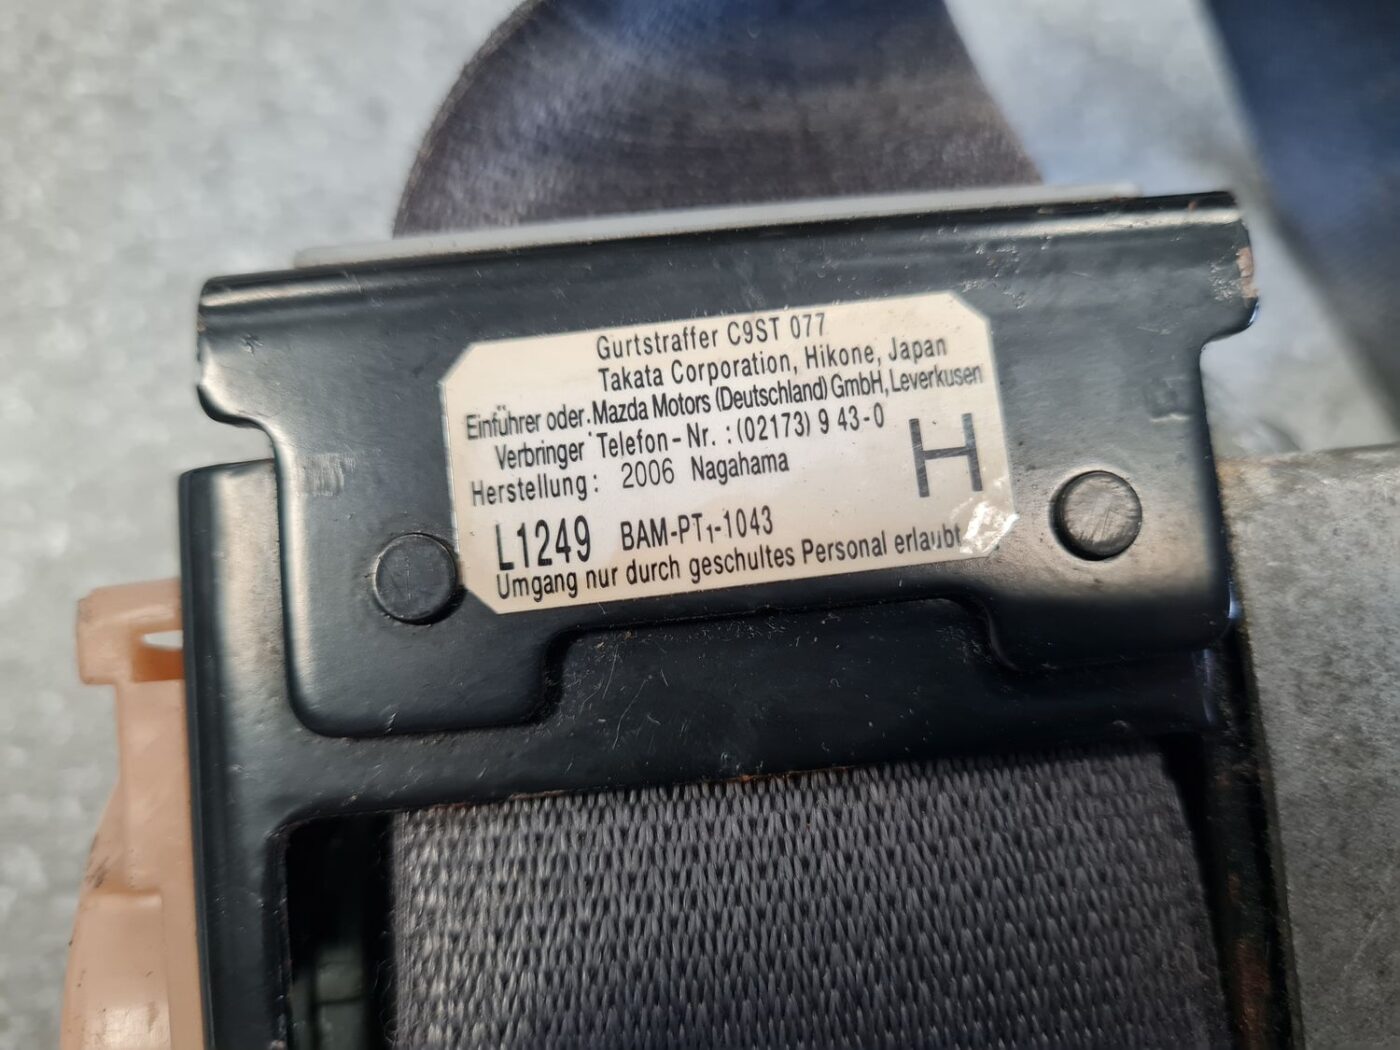 Gurtstraffer C9ST 077
Takata Corporation, Hikone, Japan
Einführer oder. Mazda Motors (Deutschland) GmbH, Leverkusen
Verbringer Telefon-Nr. : (02173) 9 43-0
Herstellung: 2006 Nagahama
H
L1249 BAM-PT1-1043
Umgang nur durch geschultes Personal erlaubt